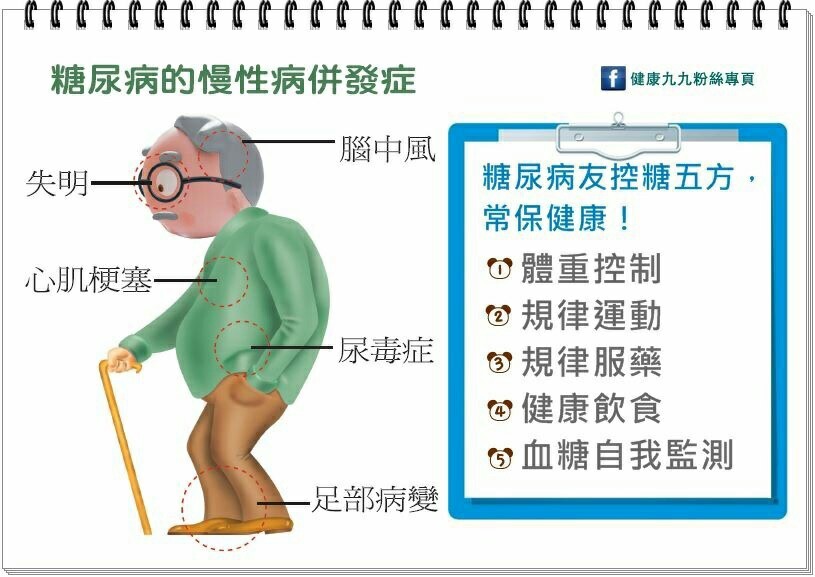 糖尿病的慢性病併發症
f 健康九九粉絲專頁
腦中風
失明
心肌梗塞
尿毒症
足部病變
糖尿病友控糖五方，
常保健康！
1 體重控制
2 規律運動
3 規律服藥
4 健康飲食
5 血糖自我監測